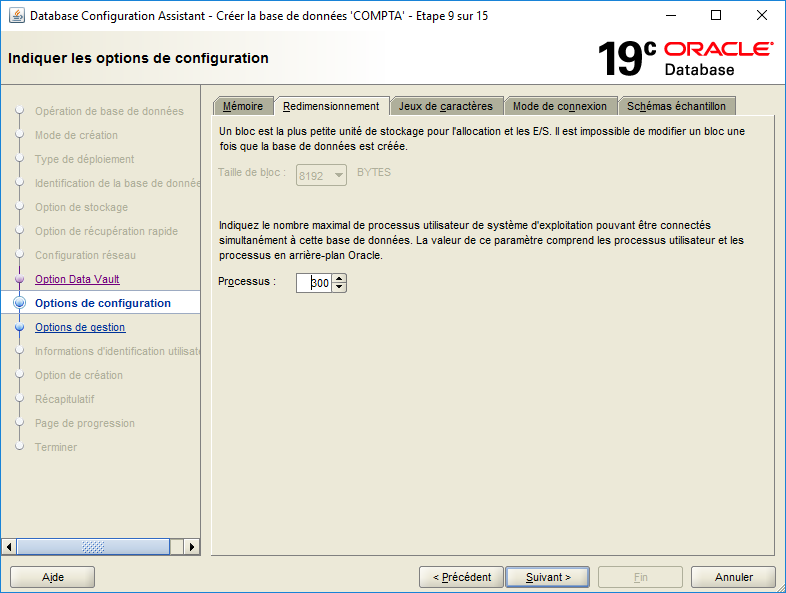 Database Configuration Assistant - Créer la base de données 'COMPTA' - Etape 9 sur 15
Indiquer les options de configuration
19c ORACLE
Database
Opération de base de données
Mode de création
Type de déploiement
Identification de la base de donnée
Option de stockage
Option de récupération rapide
Configuration réseau
Option Data Vault
Options de configuration
Options de gestion
Informations d'identification utilisat
Option de création
Récapitulatif
Page de progression
Terminer
Mémoire
Redimensionnement
Jeux de caractères
Mode de connexion
Schémas échantillon
Un bloc est la plus petite unité de stockage pour l'allocation et les E/S. Il est impossible de modifier un bloc une
fois que la base de données est créée.
Taille de bloc : 8192 BYTES
Indiquez le nombre maximal de processus utilisateur de système d'exploitation pouvant être connectés
simultanément à cette base de données. La valeur de ce paramètre comprend les processus utilisateur et les
processus en arrière-plan Oracle.
Processus : 300
Aide
< Précédent
Suivant >
Fin
Annuler